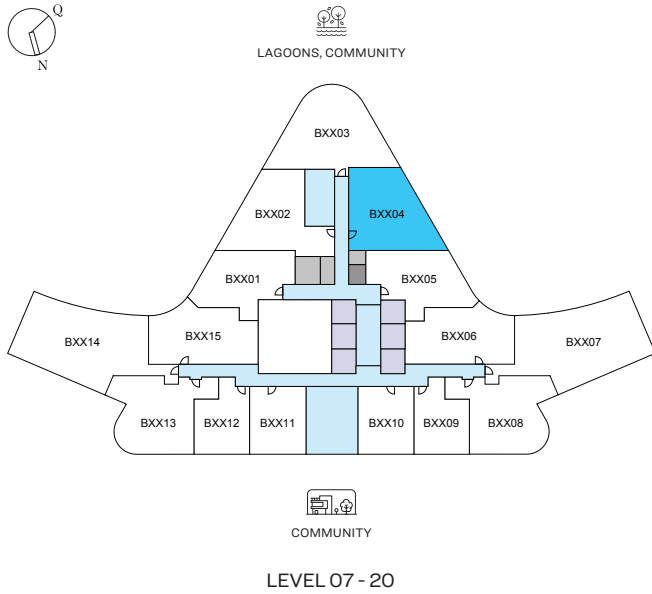 Q
N
LAGOONS, COMMUNITY
BXX03
BXX02
BXX04
BXX01
BXX05
BXX14
BXX15
BXX06
BXX07
BXX13
BXX12
BXX11
BXX10
BXX09
BXX08
COMMUNITY
LEVEL 07 - 20